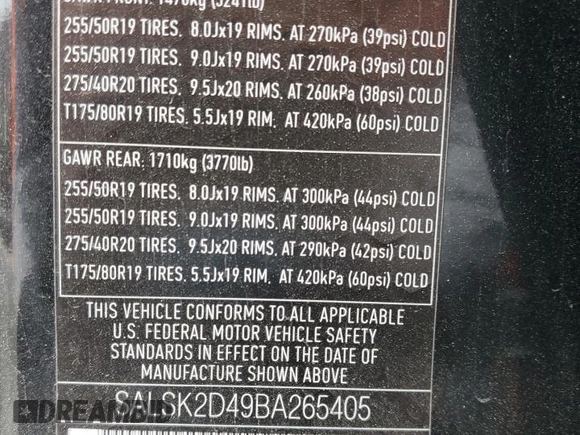 255/50R19 TIRES. 8.0Jx19 RIMS. AT 270kPa (39psi) COLD
255/50R19 TIRES. 9.0Jx19 RIMS. AT 270kPa (39psi) COLD
275/40R20 TIRES. 9.5Jx20 RIMS. AT 260kPa (38psi) COLD
T175/80R19 TIRES. 5.5Jx19 RIM. AT 420kPa (60psi) COLD
GAWR REAR: 1710kg (3770lb)
255/50R19 TIRES. 8.0Jx19 RIMS. AT 300kPa (44psi) COLD
255/50R19 TIRES. 9.0Jx19 RIMS. AT 300kPa (44psi) COLD
275/40R20 TIRES. 9.5Jx20 RIMS. AT 290kPa (42psi) COLD
T175/80R19 TIRES. 5.5Jx19 RIM. AT 420kPa (60psi) COLD
THIS VEHICLE CONFORMS TO ALL APPLICABLE
U.S. FEDERAL MOTOR VEHICLE SAFETY
STANDARDS IN EFFECT ON THE DATE OF
MANUFACTURE SHOWN ABOVE
SALSK2D49BA265405
IDREAMCAR